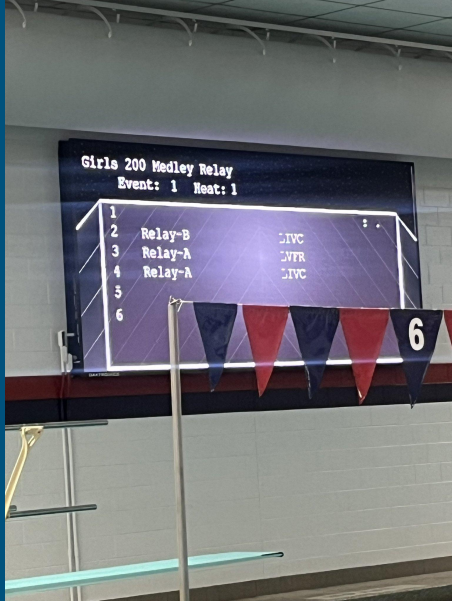 Girls 200 Medley Relay
Event: 1 Heat: 1
1
2 Relay-B LIVC
3 Relay-A LVFR
4 Relay-A LIVC
5
6
6